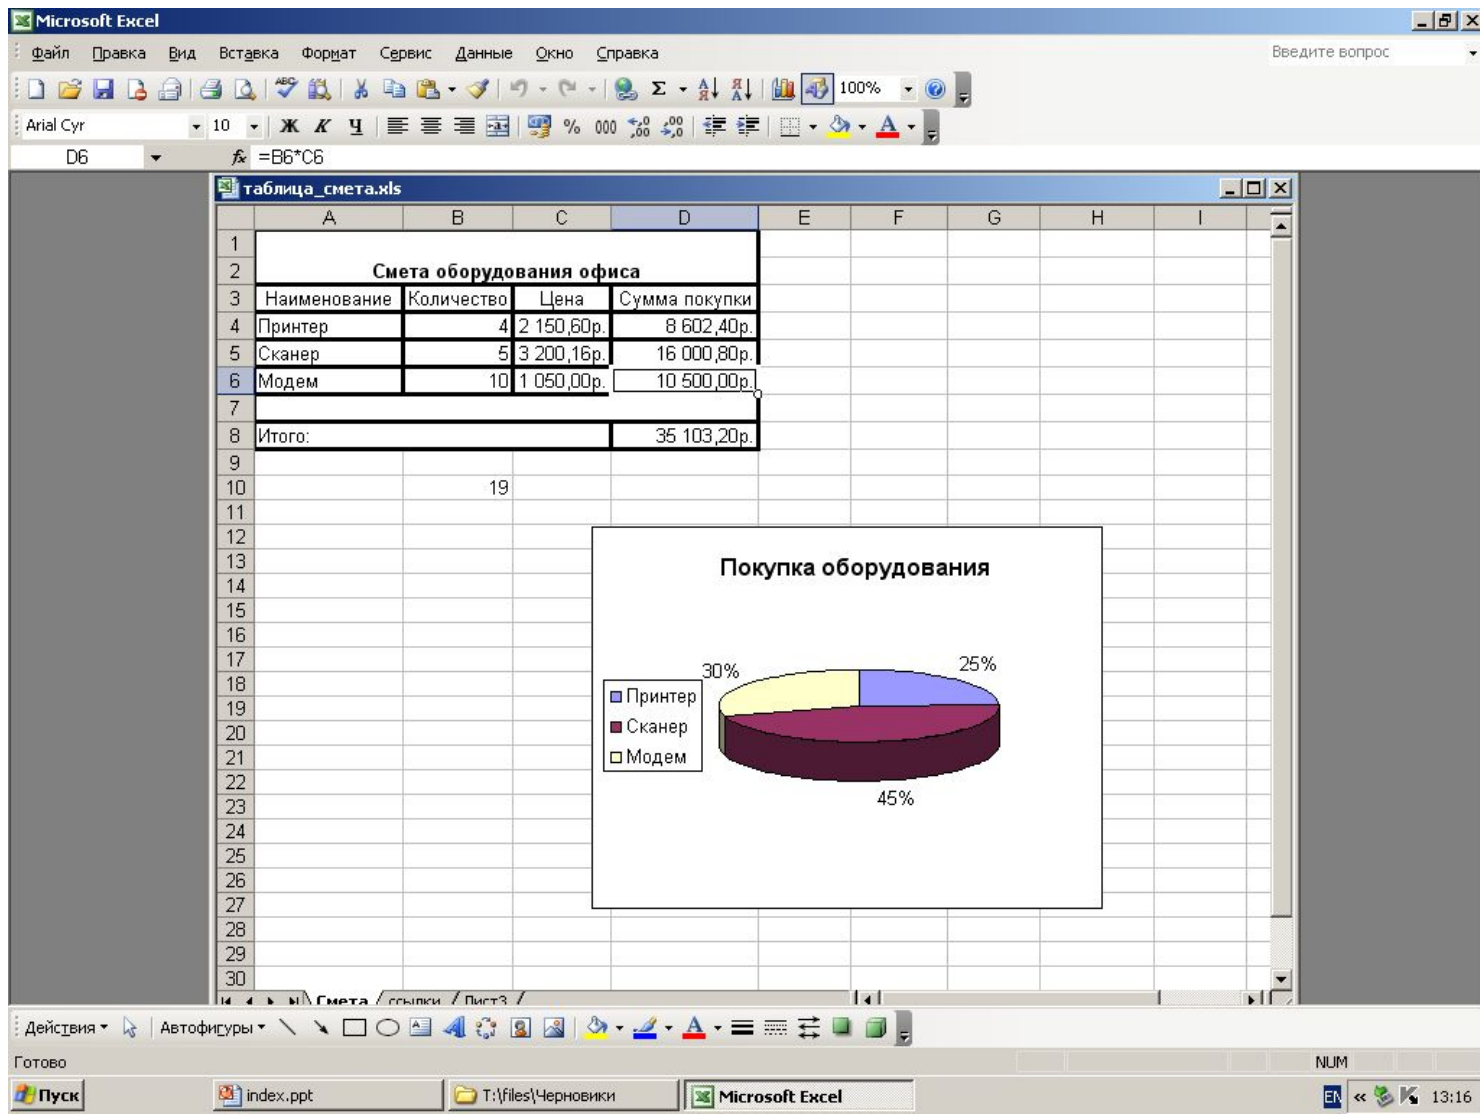 Microsoft Excel
Файл Правка Вид Вставка Формат Сервис Данные Окно Справка Введите вопрос
100%
Arial Cyr 10 Ж К Ч % 000
D6 fx =B6*C6
таблица_смета.xls
A B C D E F G H I
1
2 Смета оборудования офиса
3 Наименование Количество Цена Сумма покупки
4 Принтер 4 2 150,60р. 8 602,40р.
5 Сканер 5 3 200,16р. 16 000,80р.
6 Модем 10 1 050,00р. 10 500,00р.
7
8 Итого: 35 103,20р.
9
10 19
11
12
13 Покупка оборудования
14
15
16
17 30% 25%
18 Принтер
19
20 Сканер
21 Модем
22
23 45%
24
25
26
27
28
29
30
Смета ссылки Лист3
Действия Автофигуры
Готово NUM
Пуск index.ppt T:\files\Черновики Microsoft Excel EN « 13:16